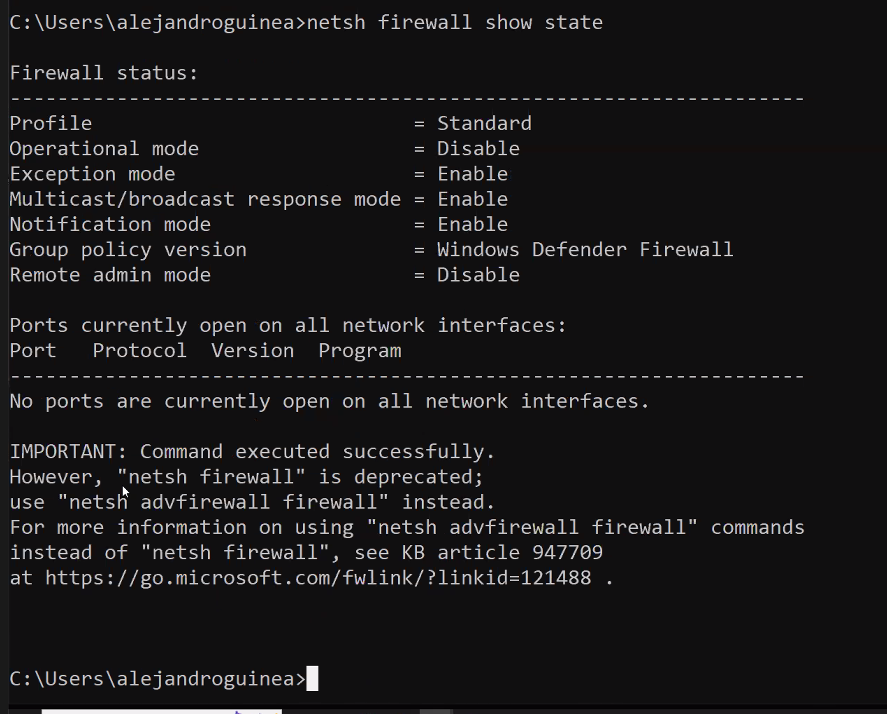 C:\Users\alejandroguinea>netsh firewall show state
Firewall status:
-------------------------------------------------------------------
Profile = Standard
Operational mode = Disable
Exception mode = Enable
Multicast/broadcast response mode = Enable
Notification mode = Enable
Group policy version = Windows Defender Firewall
Remote admin mode = Disable
Ports currently open on all network interfaces:
Port Protocol Version Program
-------------------------------------------------------------------
No ports are currently open on all network interfaces.
IMPORTANT: Command executed successfully.
However, "netsh firewall" is deprecated;
use "netsh advfirewall firewall" instead.
For more information on using "netsh advfirewall firewall" commands
instead of "netsh firewall", see KB article 947709
at https://go.microsoft.com/fwlink/?linkid=121488 .
C:\Users\alejandroguinea>